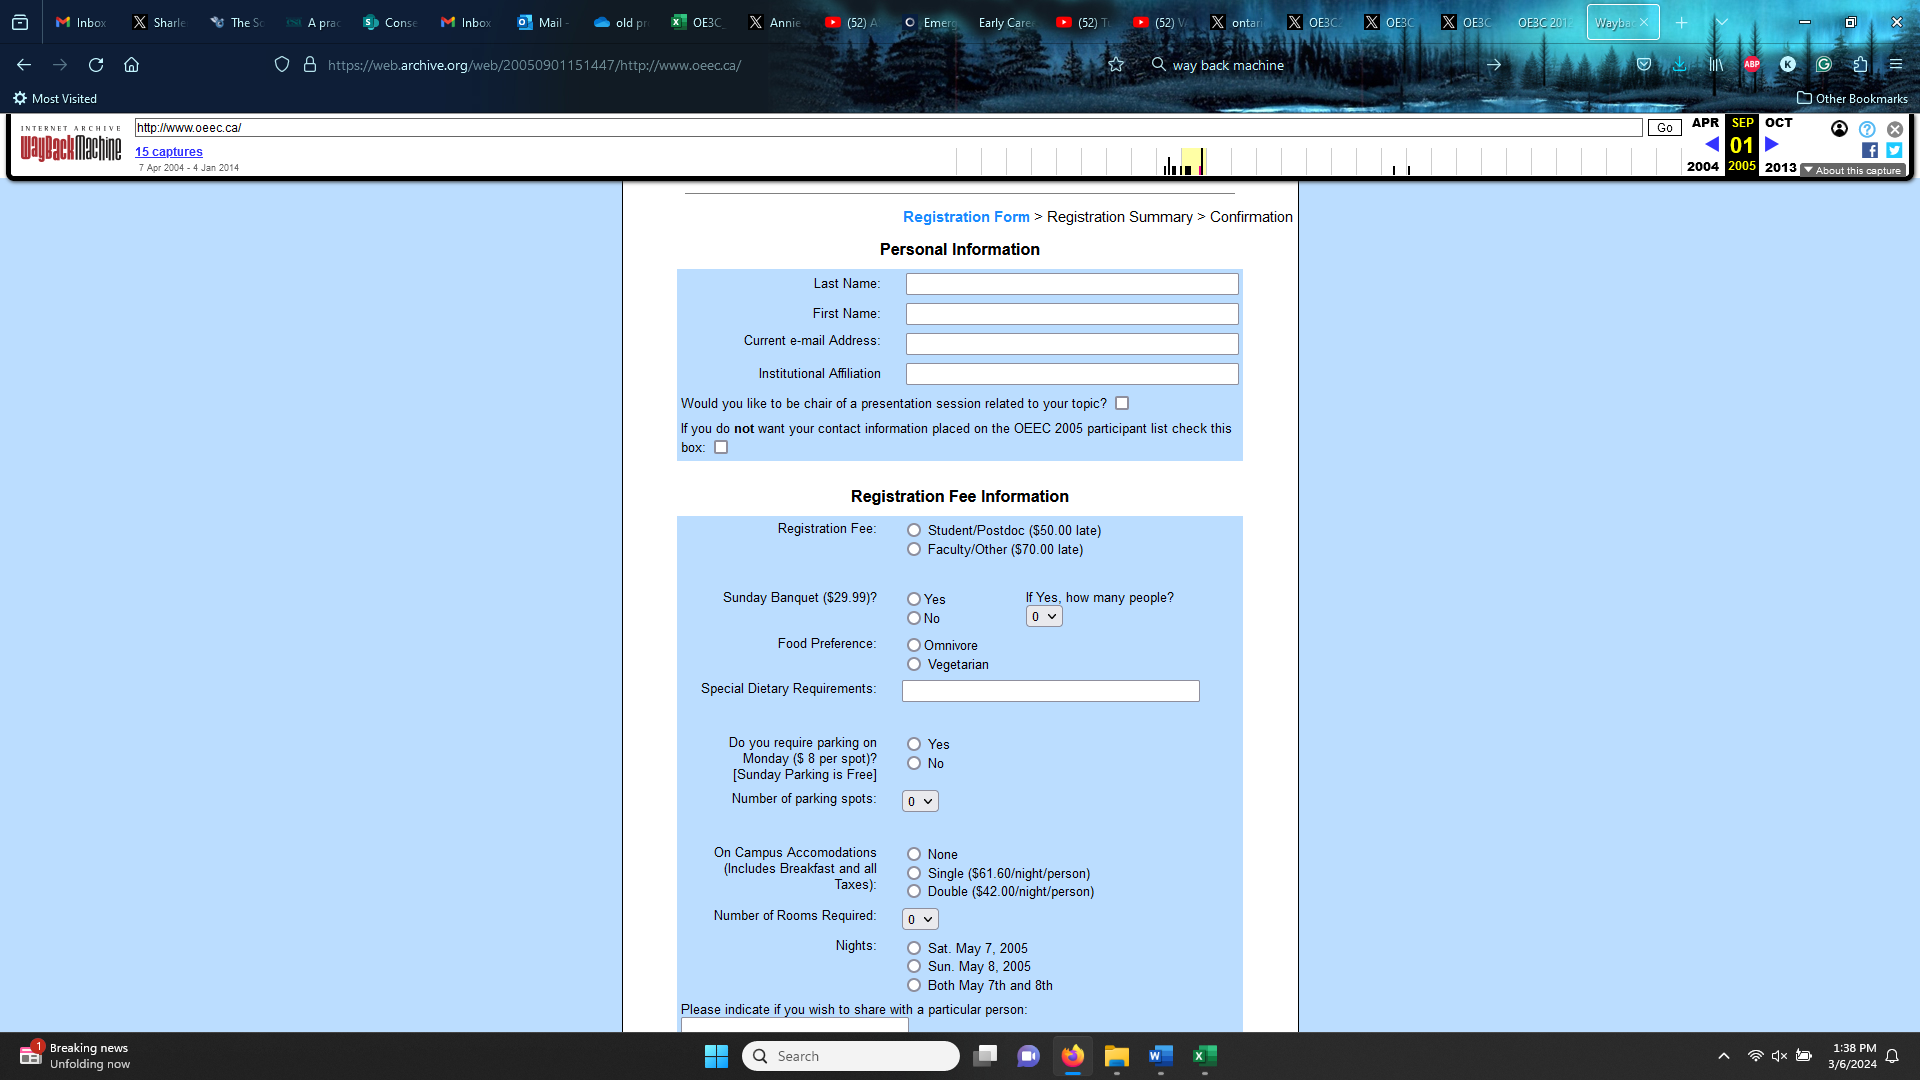 Inbox
Sharle
The Sc
A prac
Conse
Inbox
Mail -
old pr
OE3C
Annie
(52) A
Emerg
Early Care
(52) Tu
(52) V
ontari
OE3C
OE3C
OE3C
OE3C 201
Wayba
https://web.archive.org/web/20050901151447/http://www.oeec.ca/
way back machine
Most Visited
Other Bookmarks
INTERNET ARCHIVE
WayBackMachine
http://www.oeec.ca/
Go
15 captures
7 Apr 2004 - 4 Jan 2014
APR SEP OCT
01
2004 2005 2013
About this capture
Registration Form > Registration Summary > Confirmation
Personal Information
Last Name:
First Name:
Current e-mail Address:
Institutional Affiliation
Would you like to be chair of a presentation session related to your topic?
If you do not want your contact information placed on the OEEC 2005 participant list check this
box:
Registration Fee Information
Registration Fee:
Student/Postdoc ($50.00 late)
Faculty/Other ($70.00 late)
Sunday Banquet ($29.99)?
Yes
No
If Yes, how many people?
0
Food Preference:
Omnivore
Vegetarian
Special Dietary Requirements:
Do you require parking on
Monday ($ 8 per spot)?
[Sunday Parking is Free]
Yes
No
Number of parking spots:
0
On Campus Accomodations
(Includes Breakfast and all
Taxes):
None
Single ($61.60/night/person)
Double ($42.00/night/person)
Number of Rooms Required:
0
Nights:
Sat. May 7, 2005
Sun. May 8, 2005
Both May 7th and 8th
Please indicate if you wish to share with a particular person:
1
Breaking news
Unfolding now
Search
1:38 PM
3/6/2024